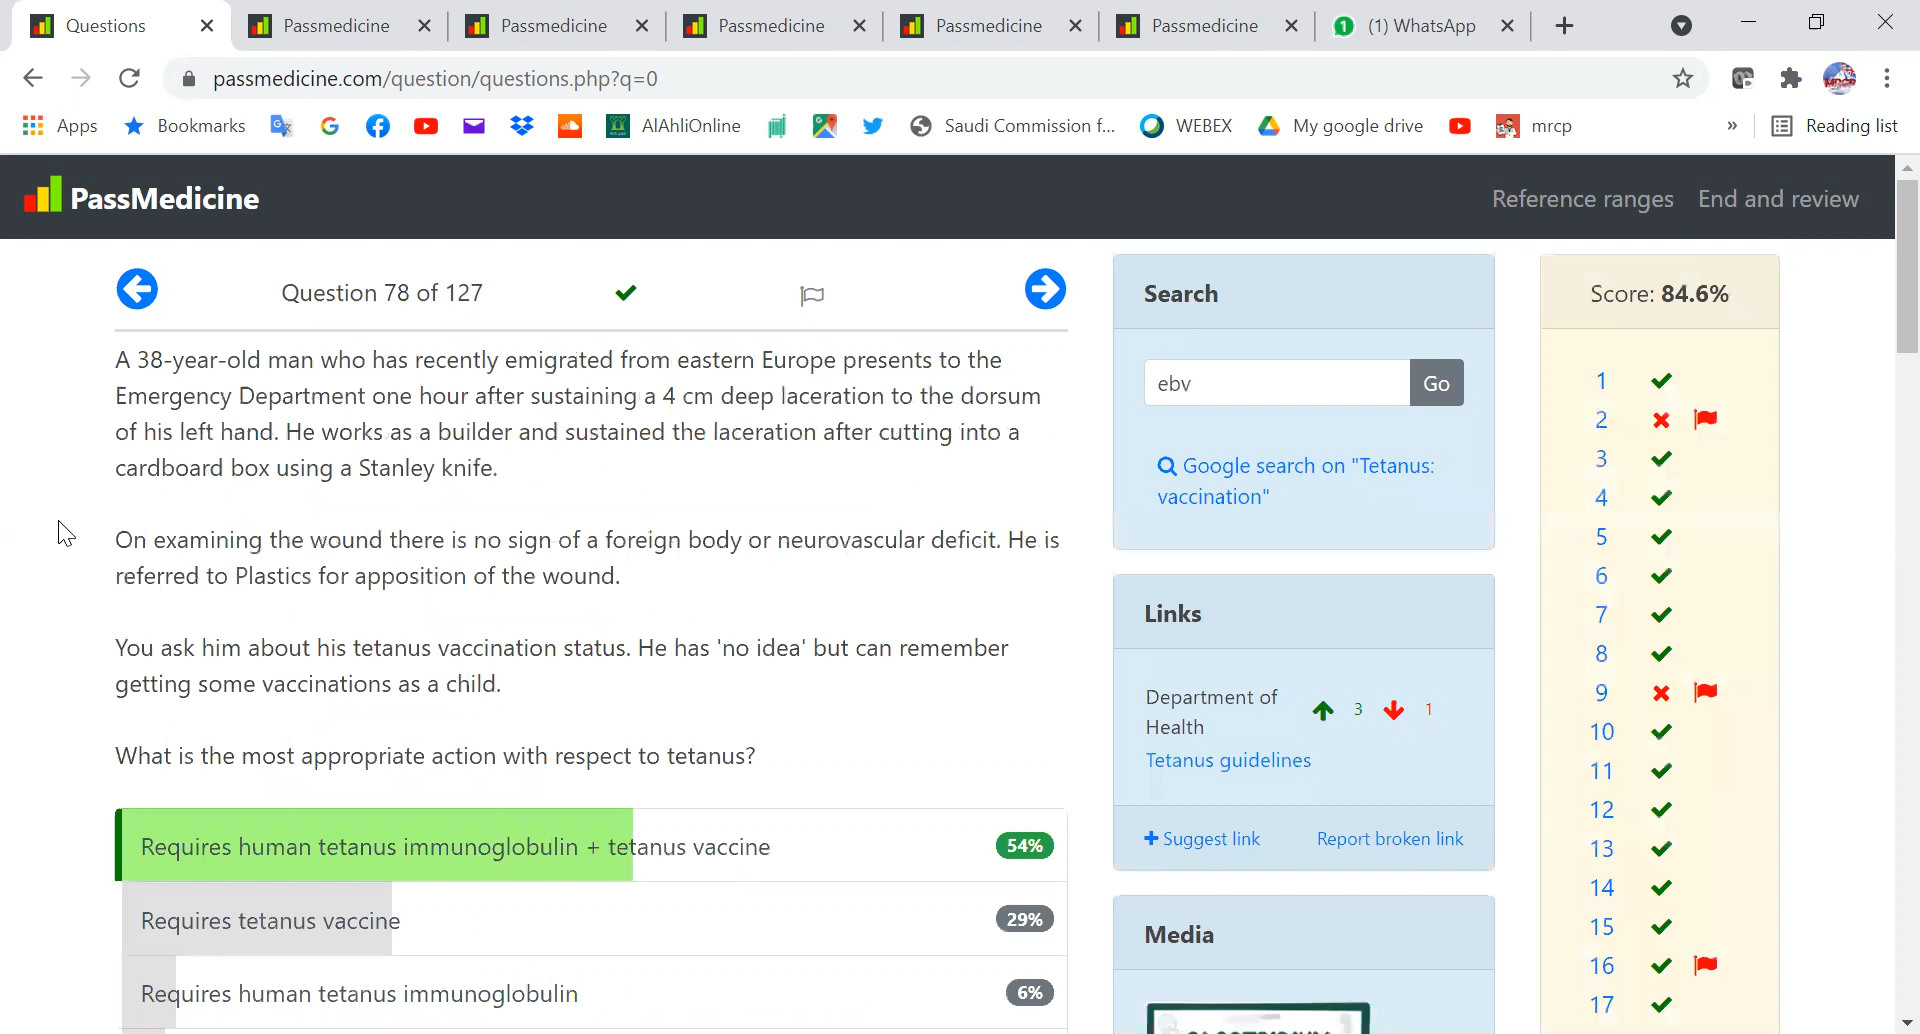 Questions
Passmedicine
Passmedicine
Passmedicine
Passmedicine
Passmedicine
1
(1) WhatsApp
passmedicine.com/question/questions.php?q=0
Apps
Bookmarks
AlAhliOnline
Saudi Commission f...
WEBEX
My google drive
mrcp
»
Reading list
PassMedicine
Reference ranges
End and review
Question 78 of 127
A 38-year-old man who has recently emigrated from eastern Europe presents to the
Emergency Department one hour after sustaining a 4 cm deep laceration to the dorsum
of his left hand. He works as a builder and sustained the laceration after cutting into a
cardboard box using a Stanley knife.
On examining the wound there is no sign of a foreign body or neurovascular deficit. He is
referred to Plastics for apposition of the wound.
You ask him about his tetanus vaccination status. He has 'no idea' but can remember
getting some vaccinations as a child.
What is the most appropriate action with respect to tetanus?
Requires human tetanus immunoglobulin + tetanus vaccine
54%
Requires tetanus vaccine
29%
Requires human tetanus immunoglobulin
6%
Search
ebv
Go
Google search on "Tetanus:
vaccination"
Links
Department of
Health
3
1
Tetanus guidelines
Suggest link
Report broken link
Media
Score: 84.6%
1
2
3
4
5
6
7
8
9
10
11
12
13
14
15
16
17